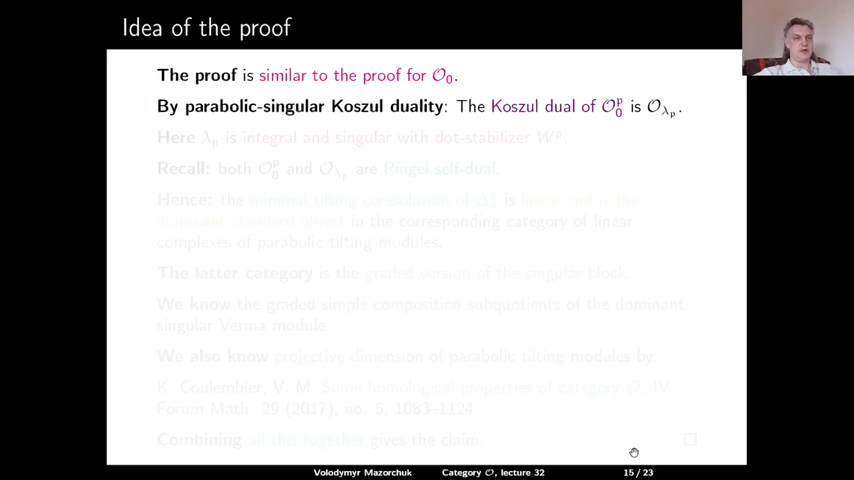 Idea of the proof
The proof is similar to the proof for 𝒪₀.
By parabolic-singular Koszul duality: The Koszul dual of 𝒪₀^𝔭 is 𝒪_{λ_𝔭}.
Here λ_𝔭 is integral and singular with dot-stabilizer W^𝔭.
Recall: both 𝒪₀^𝔭 and 𝒪_{λ_𝔭} are Ringel self-dual.
Hence: the minimal tilting coresolution of Δ_e^𝔭 is linear and is the
dominant standard object in the corresponding category of linear
complexes of parabolic tilting modules.
The latter category is the graded version of the singular block.
We know the graded simple composition subquotients of the dominant
singular Verma module.
We also know projective dimension of parabolic tilting modules by:
K. Coulembier, V. M. Some homological properties of category 𝒪, IV.
Forum Math. 29 (2017), no. 5, 1083–1124.
Combining all this together gives the claim. □
Volodymyr Mazorchuk Category 𝒪, lecture 32 15 / 23